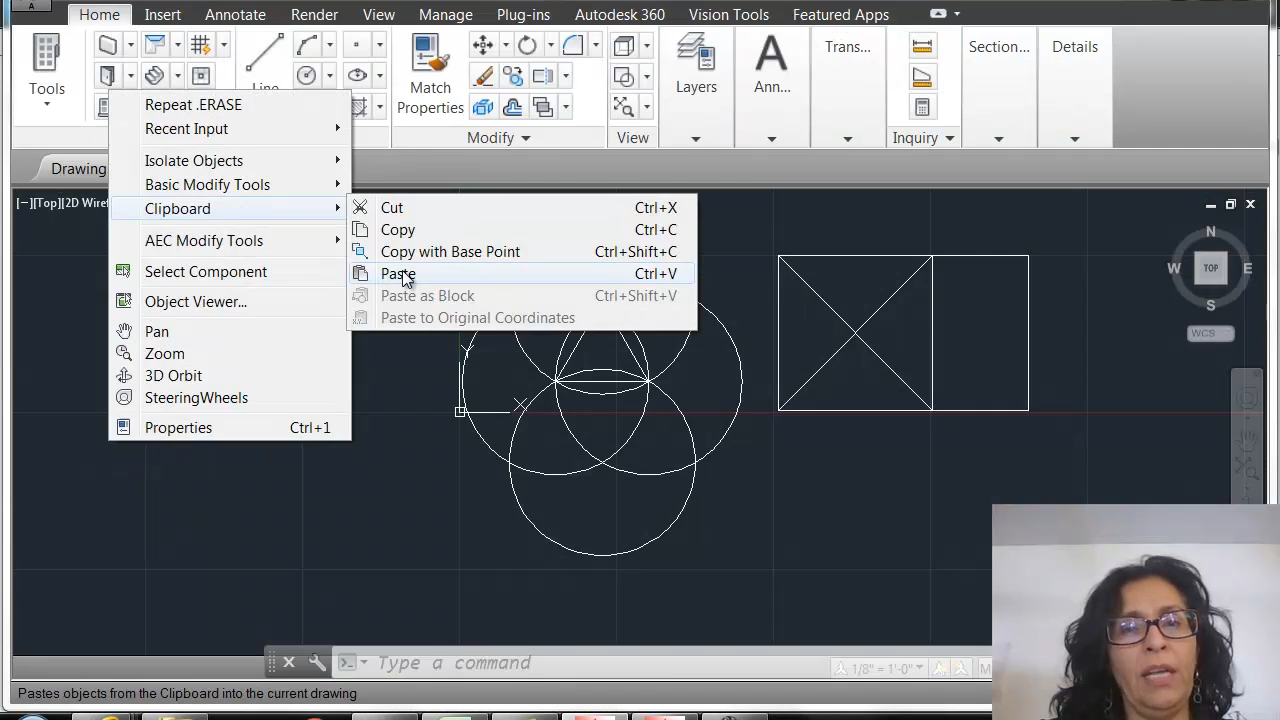 Home Insert Annotate Render View Manage Plug-ins Autodesk 360 Vision Tools Featured Apps
Tools
Line
Match
Properties
Layers
Ann...
Trans...
Section...
Details
Modify
View
Inquiry
Drawing
Repeat .ERASE
Recent Input
Isolate Objects
Basic Modify Tools
Clipboard
AEC Modify Tools
Select Component
Object Viewer...
Pan
Zoom
3D Orbit
SteeringWheels
Properties Ctrl+1
Cut Ctrl+X
Copy Ctrl+C
Copy with Base Point Ctrl+Shift+C
Paste Ctrl+V
Paste as Block Ctrl+Shift+V
Paste to Original Coordinates
[−][Top][2D Wirefr
N
W TOP E
S
WCS
Y
X
Type a command
1/8" = 1'-0"
M
Pastes objects from the Clipboard into the current drawing